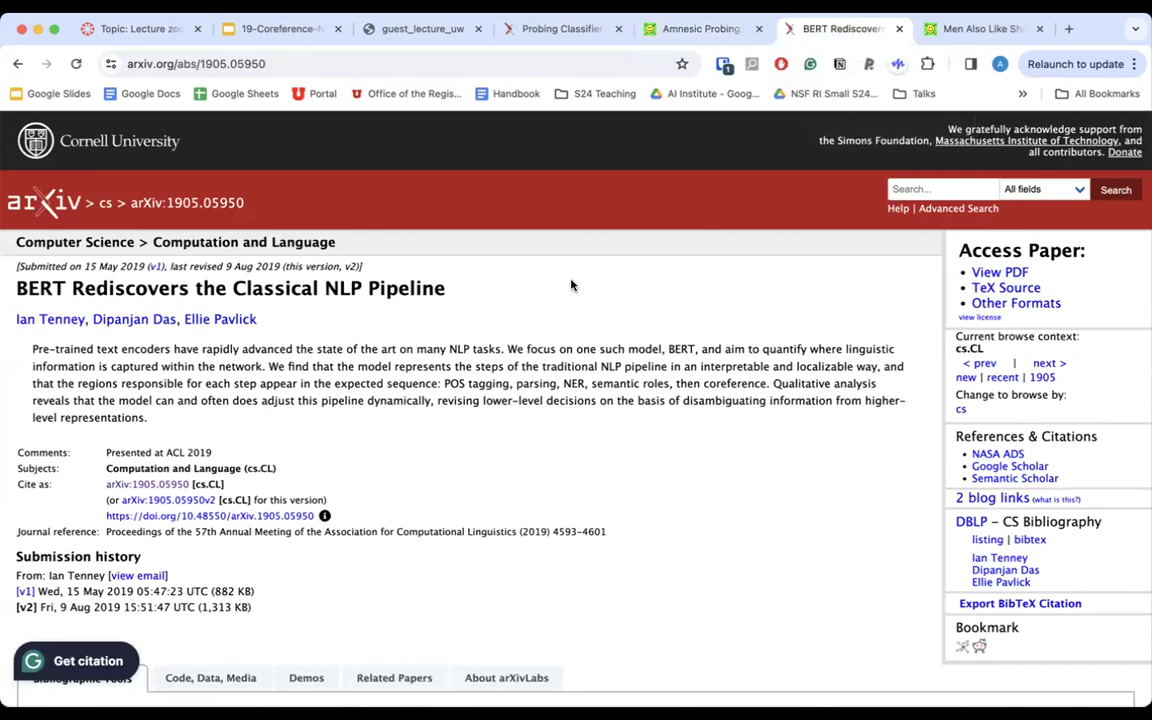 Topic: Lecture zoo
19-Coreference-N
guest_lecture_uw
Probing Classifier
Amnesic Probing
BERT Rediscovers
Men Also Like Sho
arxiv.org/abs/1905.05950
1
A
Relaunch to update
Google Slides
Google Docs
Google Sheets
Portal
Office of the Regis...
Handbook
S24 Teaching
AI Institute - Goog...
NSF RI Small S24...
Talks
»
All Bookmarks
Cornell University
We gratefully acknowledge support from
the Simons Foundation, Massachusetts Institute of Technology, and
all contributors. Donate
arXiv > cs > arXiv:1905.05950
Search...
All fields
Search
Help | Advanced Search
Computer Science > Computation and Language
[Submitted on 15 May 2019 (v1), last revised 9 Aug 2019 (this version, v2)]
BERT Rediscovers the Classical NLP Pipeline
Ian Tenney, Dipanjan Das, Ellie Pavlick
Pre-trained text encoders have rapidly advanced the state of the art on many NLP tasks. We focus on one such model, BERT, and aim to quantify where linguistic
information is captured within the network. We find that the model represents the steps of the traditional NLP pipeline in an interpretable and localizable way, and
that the regions responsible for each step appear in the expected sequence: POS tagging, parsing, NER, semantic roles, then coreference. Qualitative analysis
reveals that the model can and often does adjust this pipeline dynamically, revising lower-level decisions on the basis of disambiguating information from higher-
level representations.
Comments: Presented at ACL 2019
Subjects: Computation and Language (cs.CL)
Cite as: arXiv:1905.05950 [cs.CL]
(or arXiv:1905.05950v2 [cs.CL] for this version)
https://doi.org/10.48550/arXiv.1905.05950
Journal reference: Proceedings of the 57th Annual Meeting of the Association for Computational Linguistics (2019) 4593-4601
Submission history
From: Ian Tenney [view email]
[v1] Wed, 15 May 2019 05:47:23 UTC (882 KB)
[v2] Fri, 9 Aug 2019 15:51:47 UTC (1,313 KB)
Get citation
Bibliographic Tools
Code, Data, Media
Demos
Related Papers
About arXivLabs
Access Paper:
View PDF
TeX Source
Other Formats
view license
Current browse context:
cs.CL
< prev | next >
new | recent | 1905
Change to browse by:
cs
References & Citations
NASA ADS
Google Scholar
Semantic Scholar
2 blog links (what is this?)
DBLP - CS Bibliography
listing | bibtex
Ian Tenney
Dipanjan Das
Ellie Pavlick
Export BibTeX Citation
Bookmark